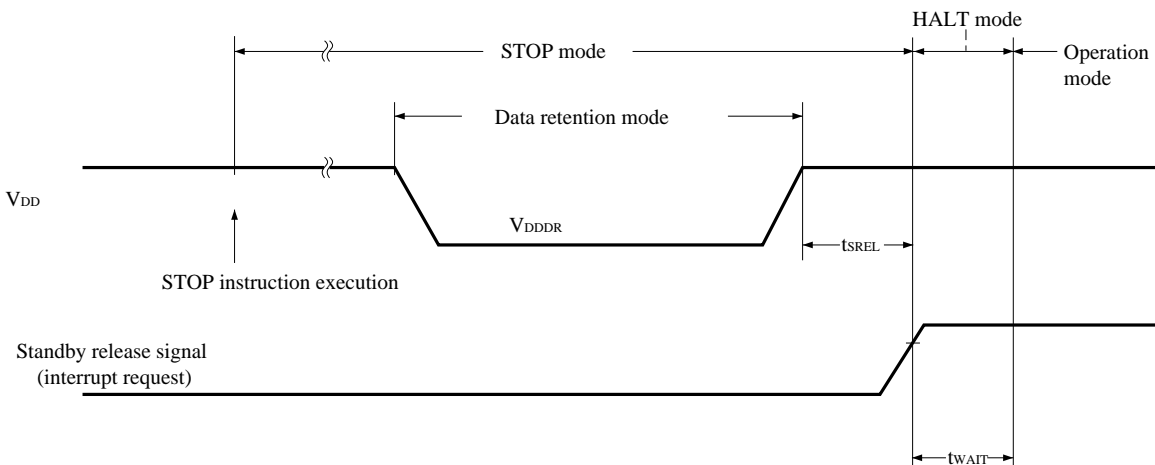 HALT mode
STOP mode
Operation
mode
Data retention mode
VDD
VDDDR
tSREL
STOP instruction execution
Standby release signal
(interrupt request)
tWAIT